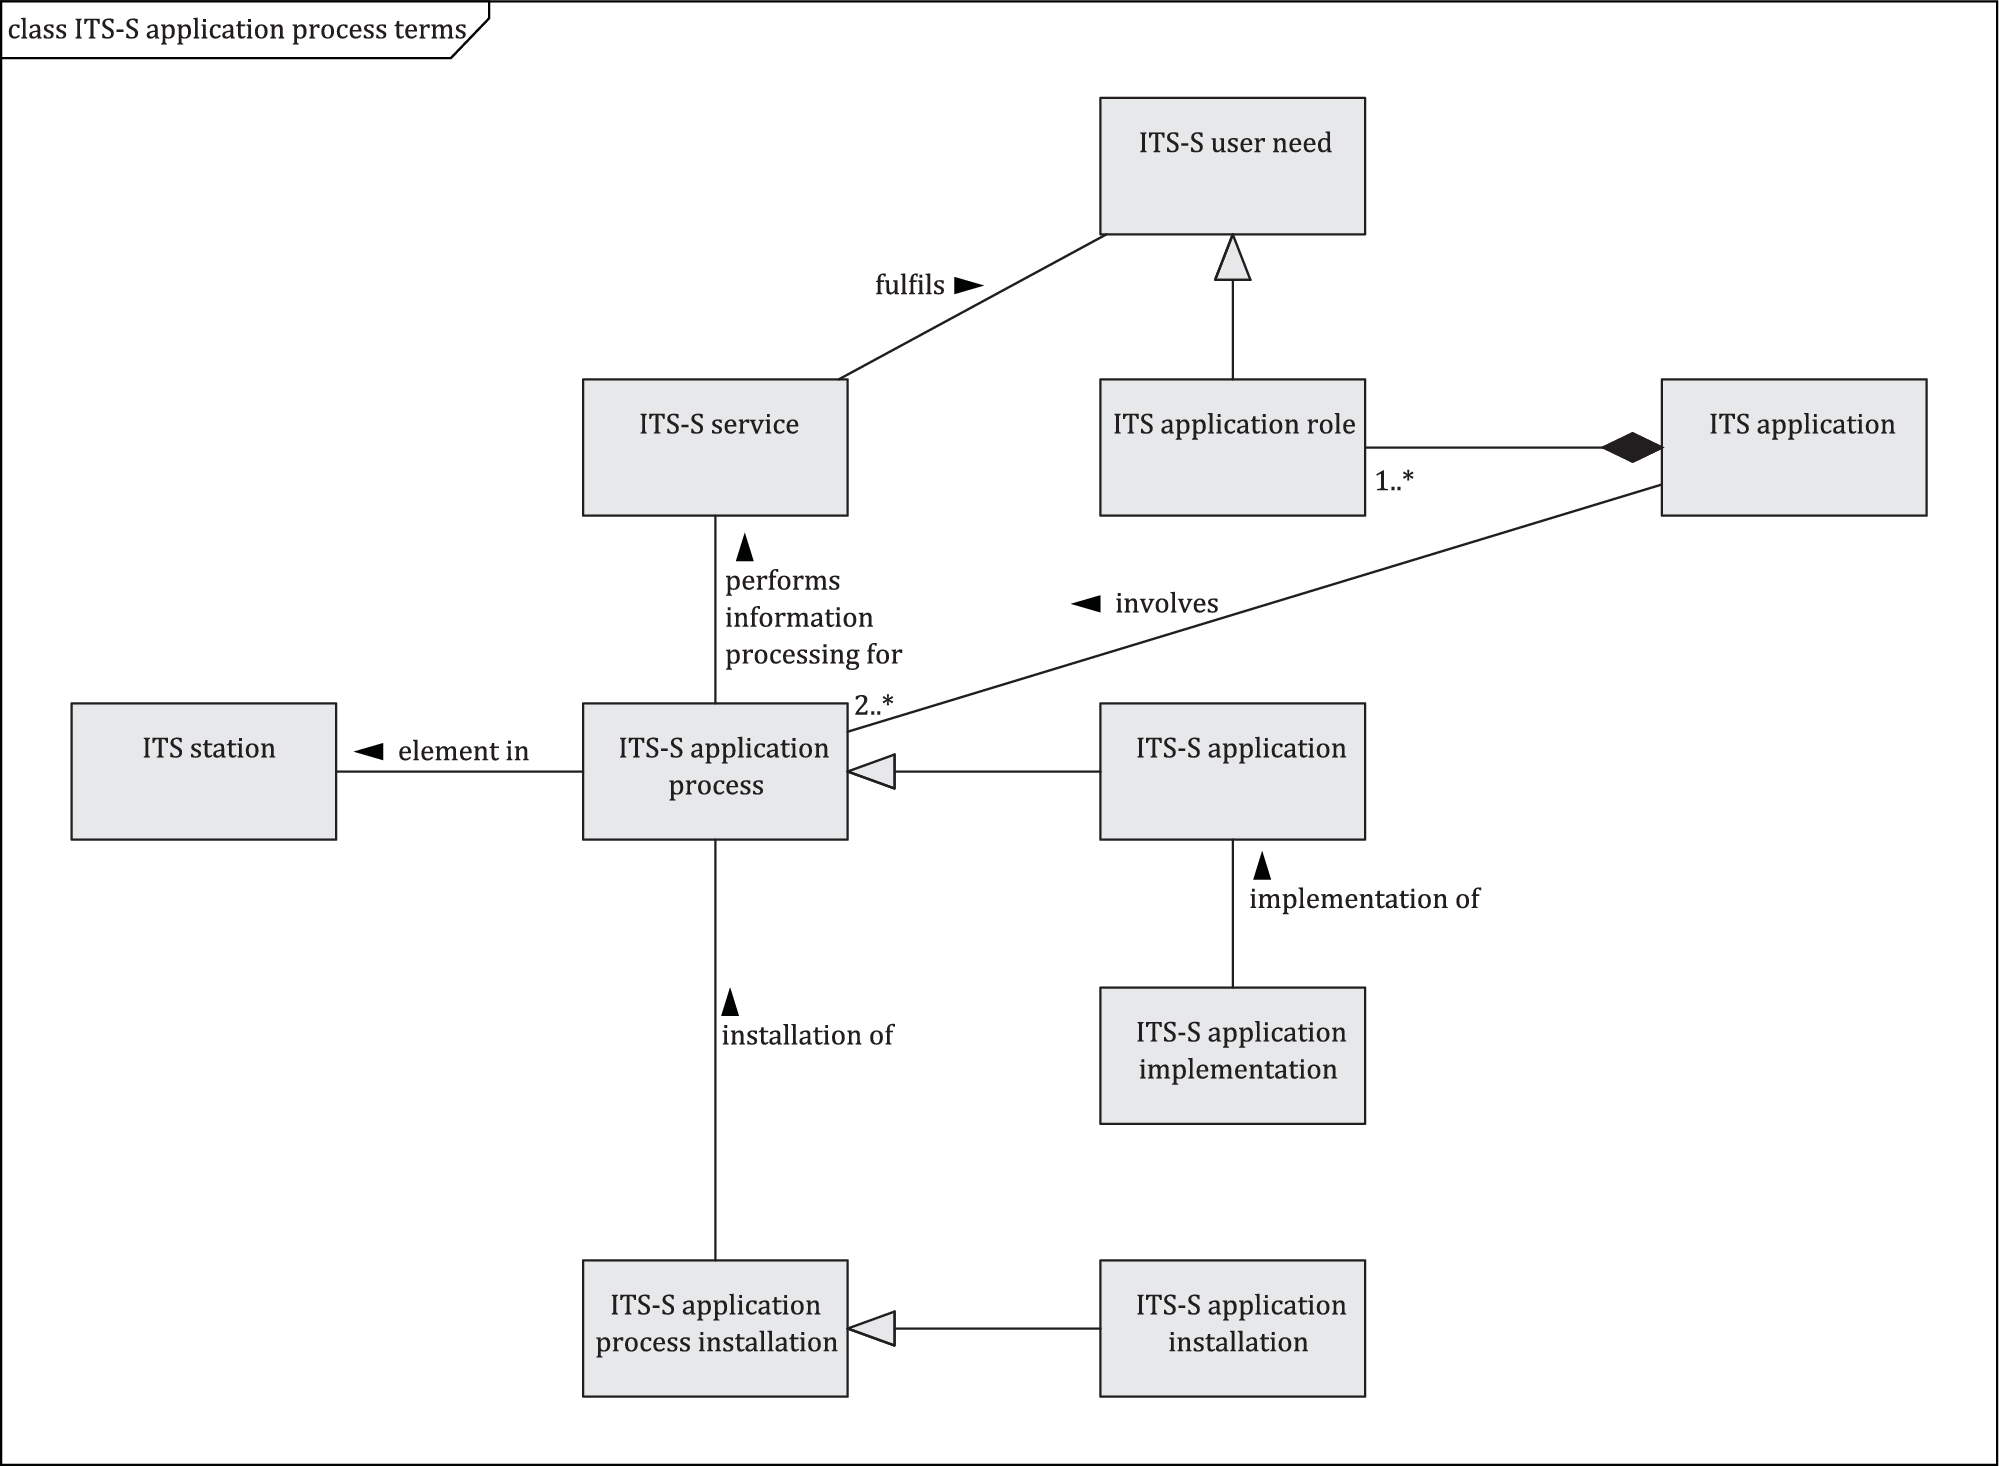 class ITS-S application process terms
ITS-S user need
fulfils
ITS-S service
ITS application role
ITS application
1..*
performs
information
processing for
involves
2..*
ITS station
element in
ITS-S application
process
ITS-S application
implementation of
installation of
ITS-S application
implementation
ITS-S application
process installation
ITS-S application
installation